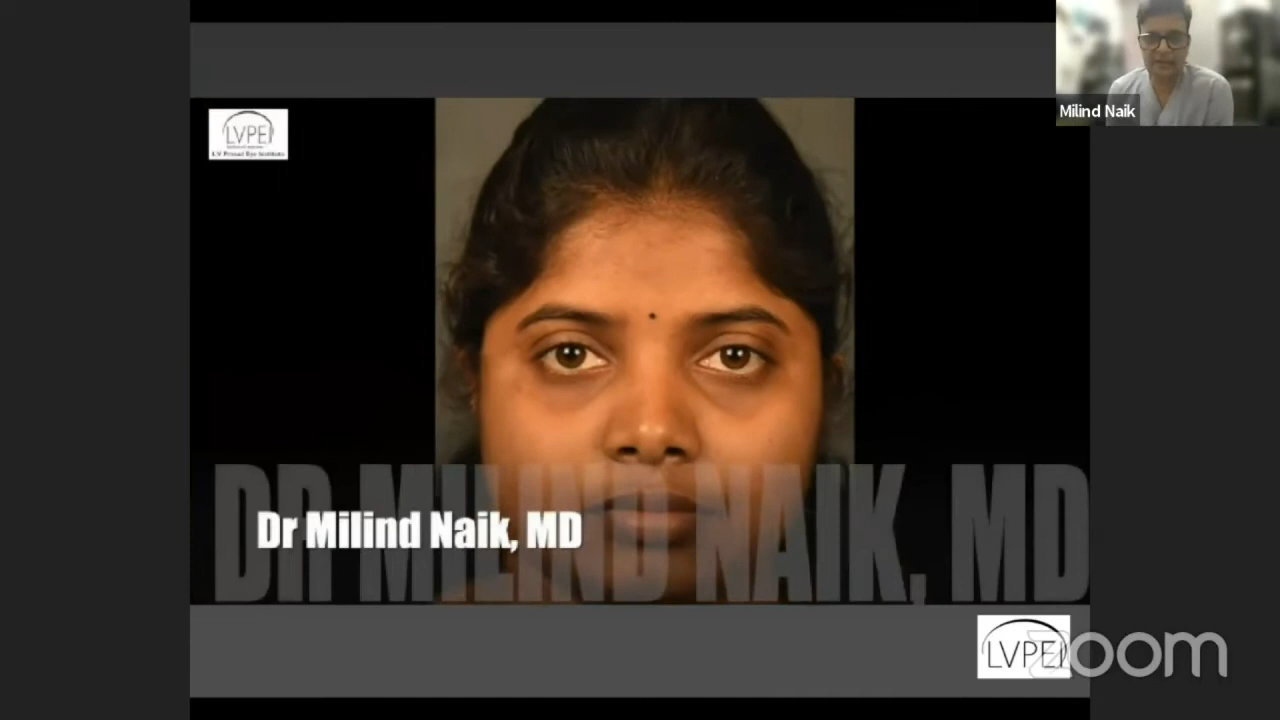 LVPEI
L V Prasad Eye Institute
Milind Naik
DR MILIND NAIK, MD
Dr Milind Naik, MD
LVPEI
zoom